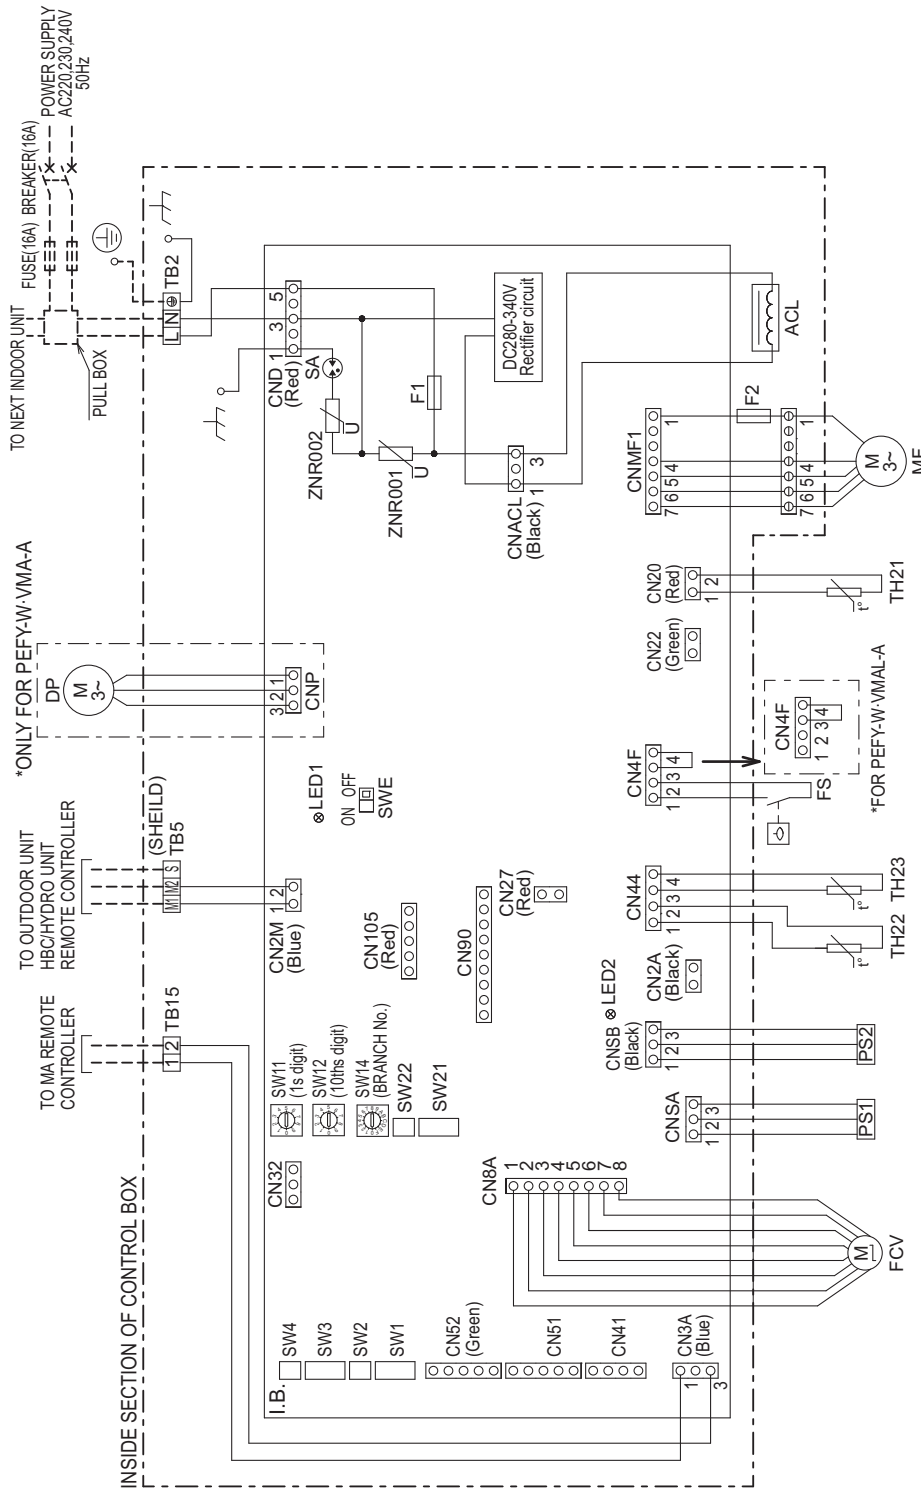 INSIDE SECTION OF CONTROL BOX
TO MA REMOTE
CONTROLLER
TB15
1 2
TO OUTDOOR UNIT
HBC/HYDRO UNIT
REMOTE CONTROLLER
(SHEILD)
TB5
M1 M2 S
*ONLY FOR PEFY-W·VMA-A
DP
M
3~
3 2 1
CNP
TO NEXT INDOOR UNIT
PULL BOX
FUSE(16A)
BREAKER(16A)
POWER SUPPLY
AC220,230,240V
50Hz
TB2
L N
I.B.
SW4
SW3
SW2
SW1
CN52
(Green)
CN51
CN41
CN3A
(Blue)
1
3
CN32
SW11
(1s digit)
SW12
(10ths digit)
SW14
(BRANCH No.)
SW22
SW21
CN2M
(Blue)
1 2
CN105
(Red)
CN90
CN27
(Red)
LED1
ON OFF
SWE
CND
(Red)
1 3 5
SA
ZNR002
U
ZNR001
U
F1
DC280-340V
Rectifier circuit
CNACL
(Black)
1 3
ACL
CN8A
1
2
3
4
5
6
7
8
M
FCV
CNSA
1 2 3
PS1
CNSB
(Black)
1 2 3
PS2
LED2
CN2A
(Black)
CN44
1 2 3 4
t°
TH22
t°
TH23
CN4F
1 2 3 4
FS
CN4F
1 2 3 4
*FOR PEFY-W·VMAL-A
CN22
(Green)
CN20
(Red)
1 2
t°
TH21
CNMF1
7 6 5 4 1
F2
7 6 5 4 1
M
3~
MF